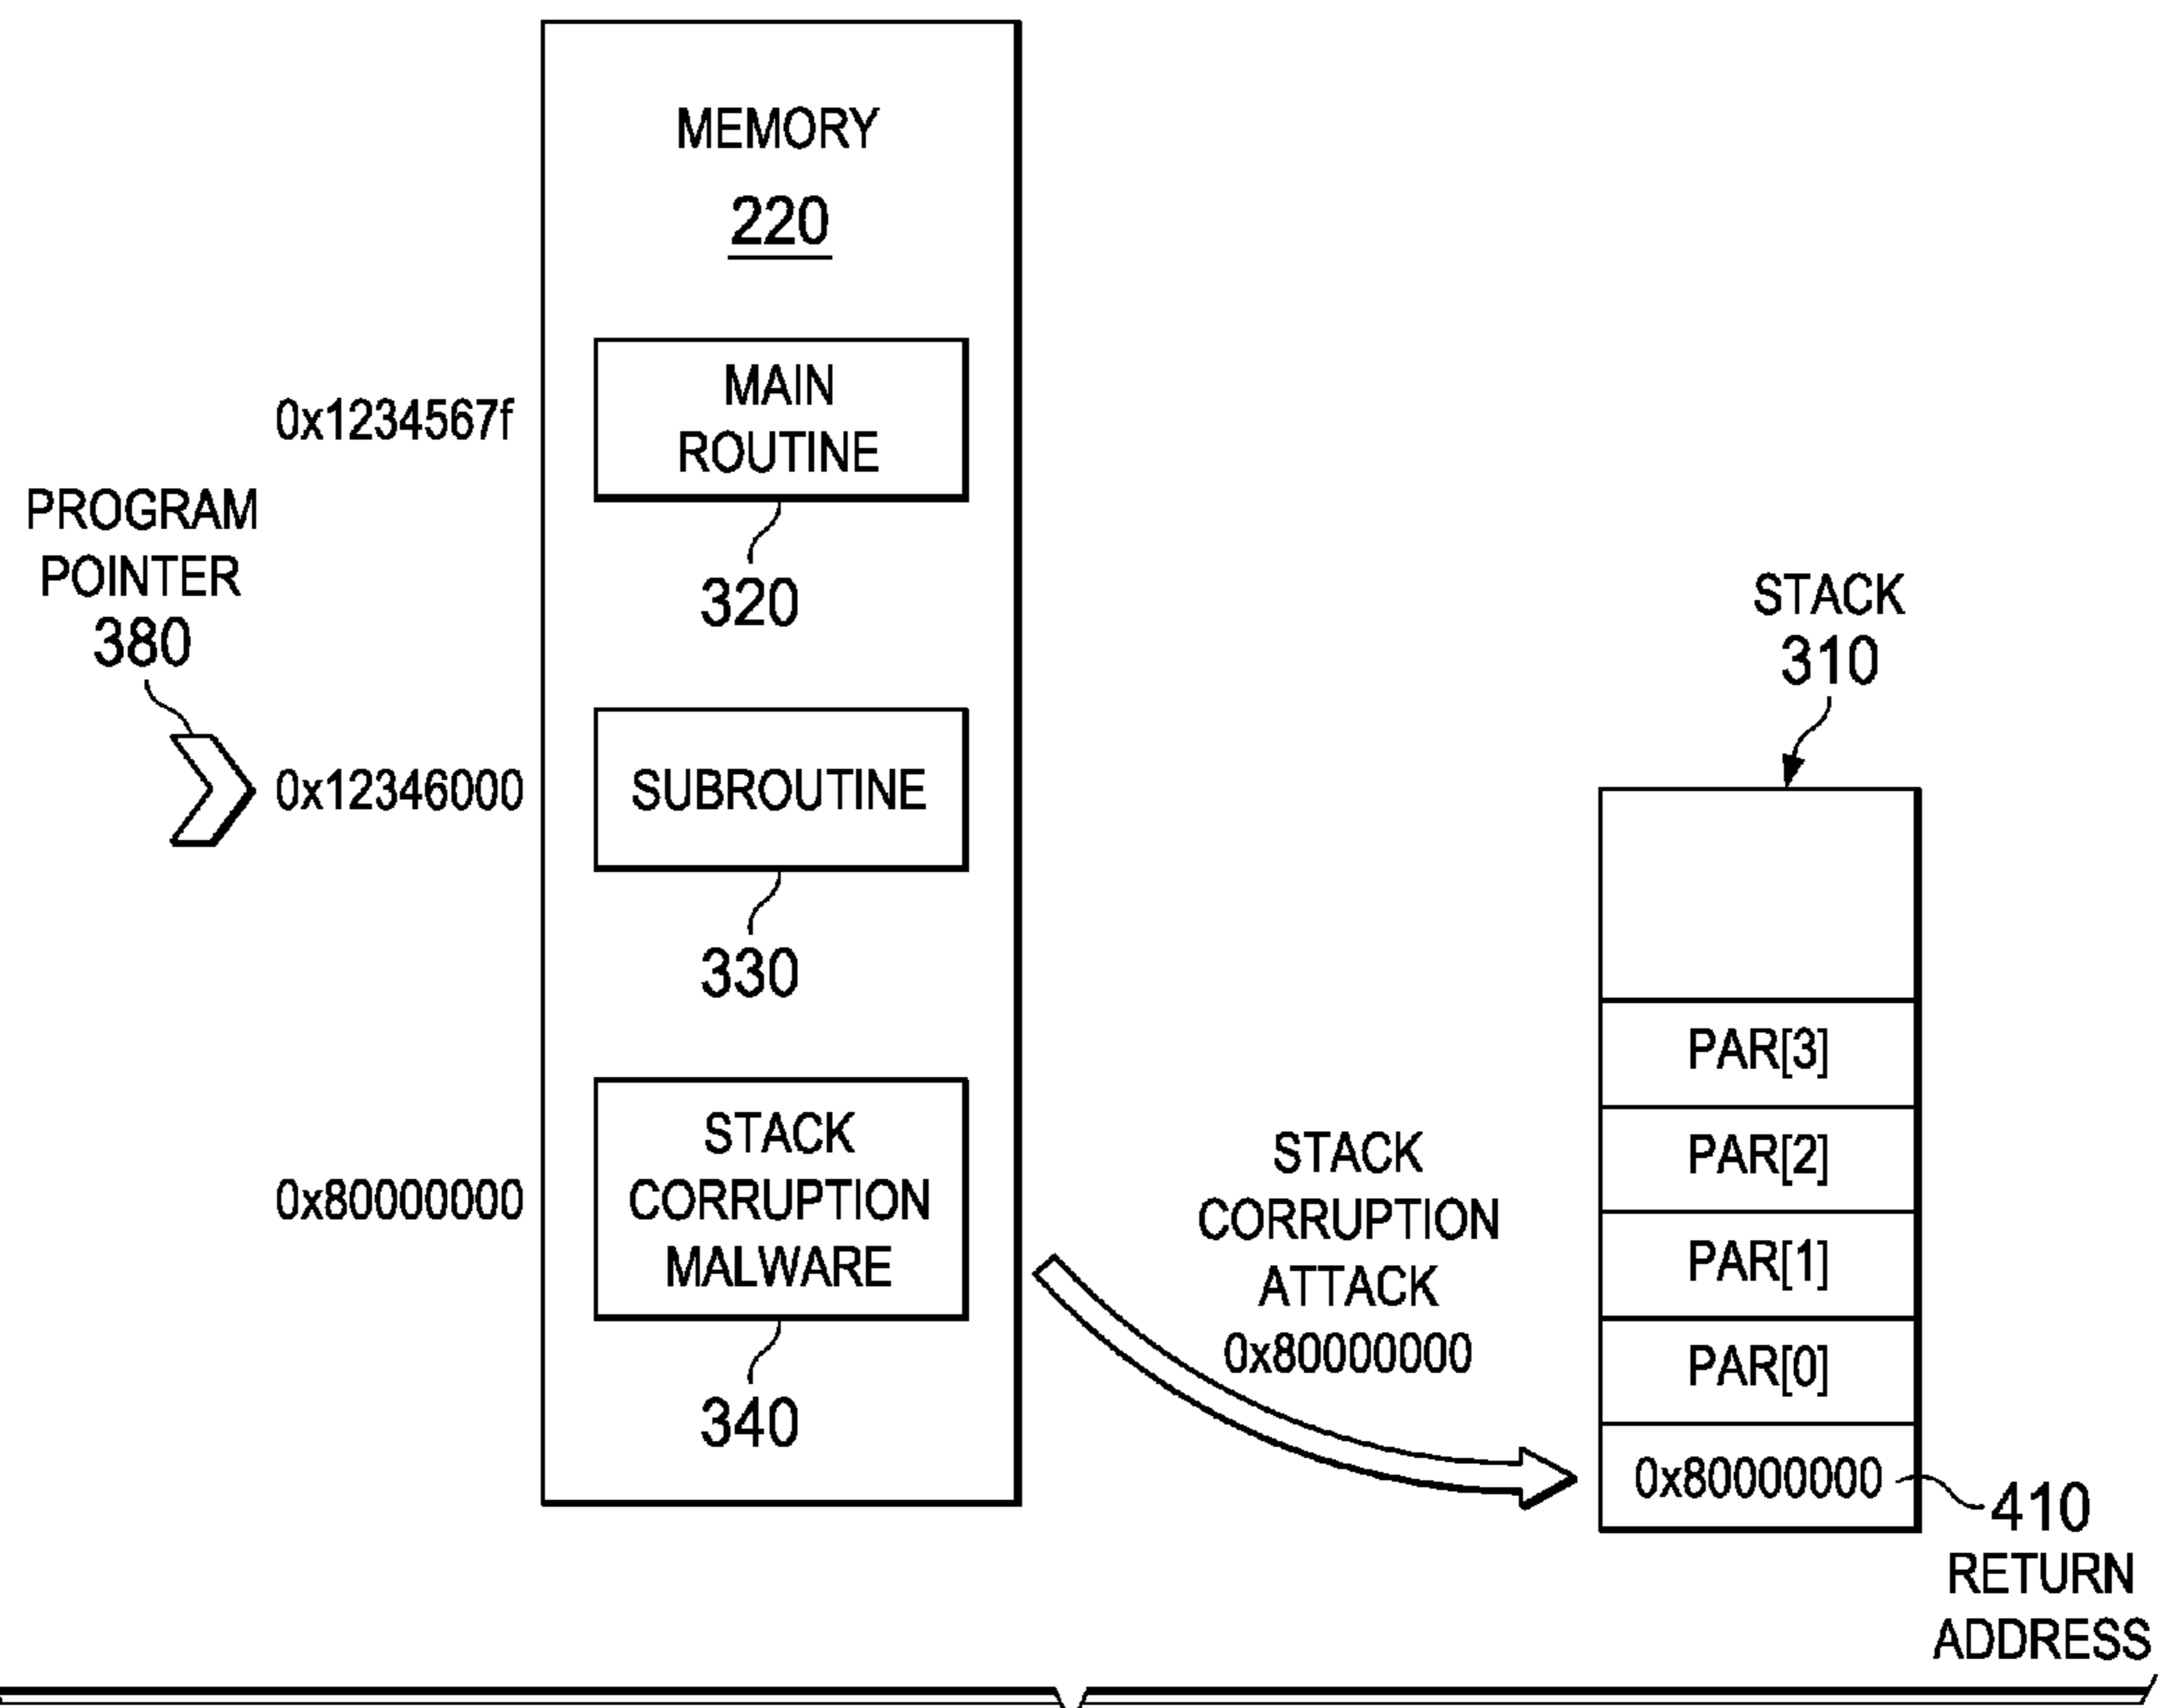 MEMORY
220
0x1234567f
MAIN
ROUTINE
320
PROGRAM
POINTER
380
0x12346000
SUBROUTINE
330
0x80000000
STACK
CORRUPTION
MALWARE
340
STACK
CORRUPTION
ATTACK
0x80000000
STACK
310
PAR[3]
PAR[2]
PAR[1]
PAR[0]
0x80000000
410
RETURN
ADDRESS